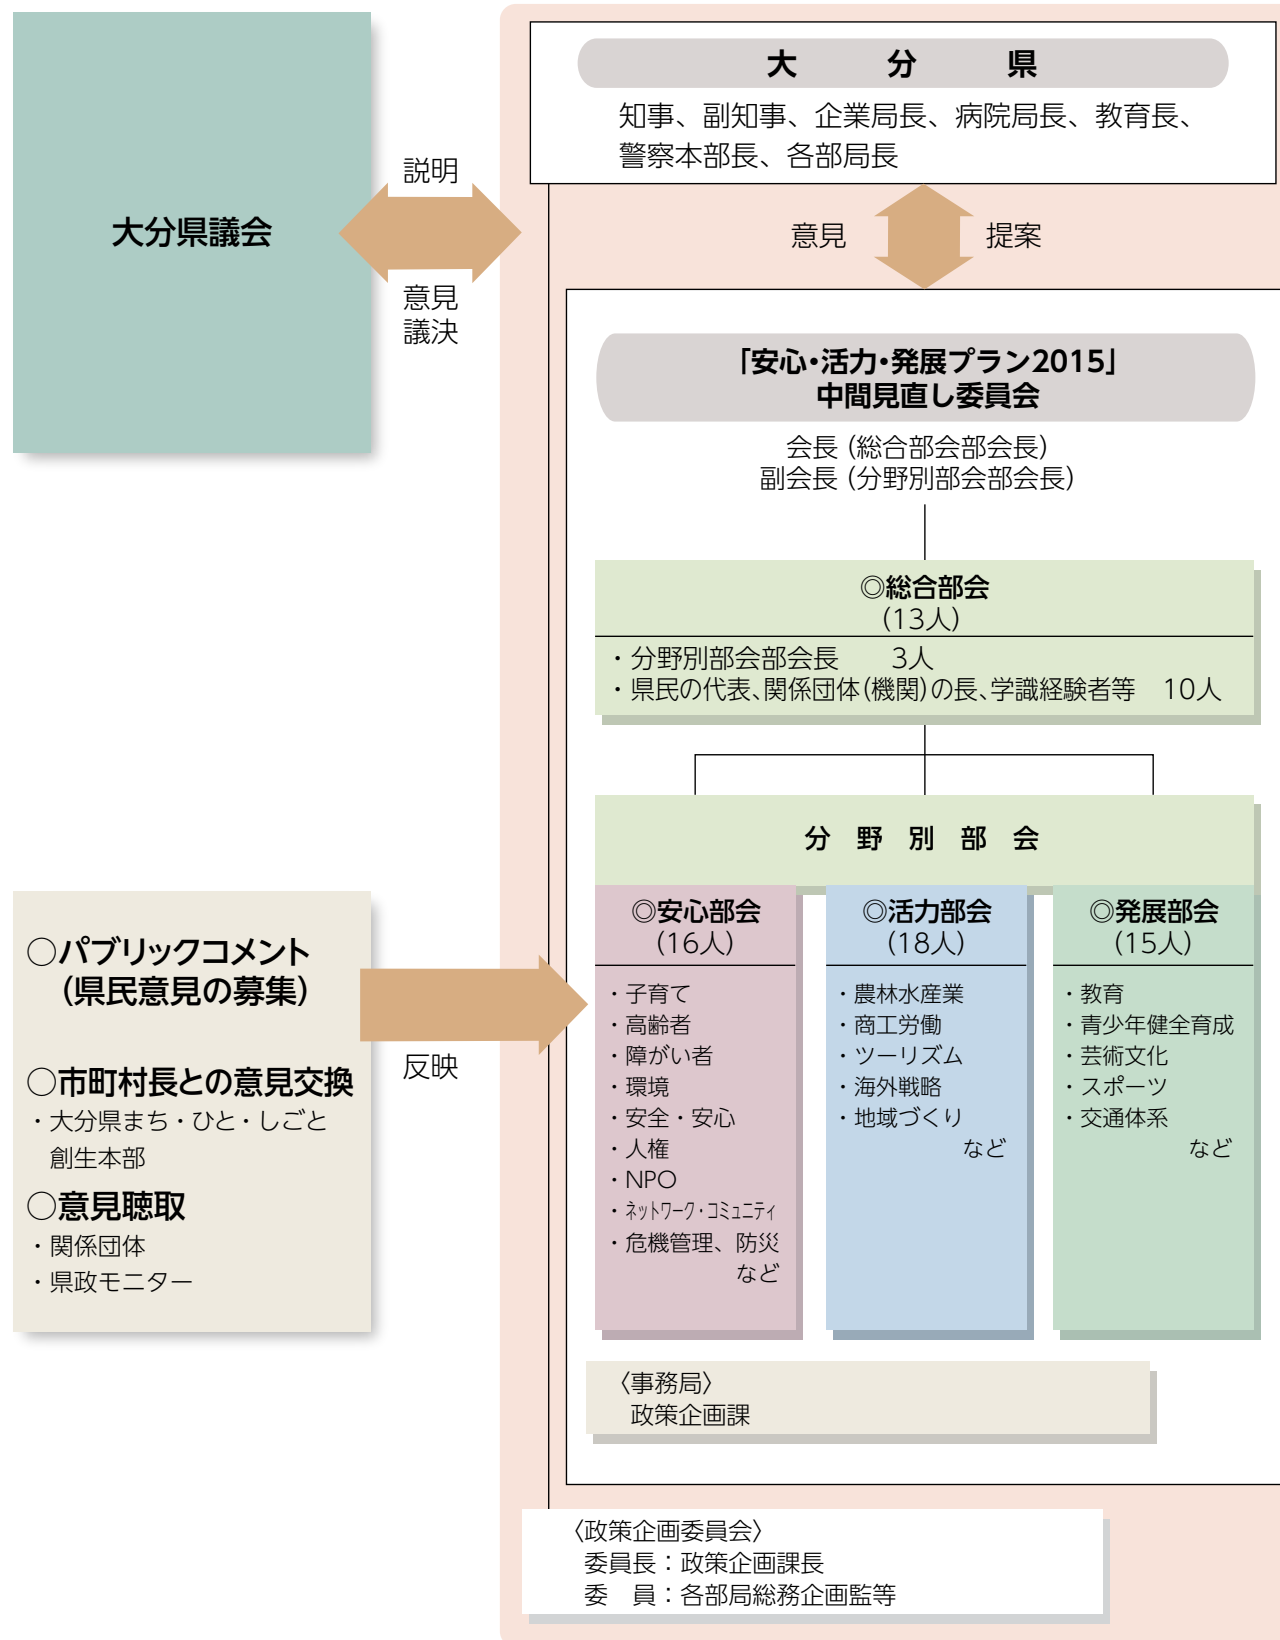 大分県議会
説明
意見
議決
大　分　県
知事、副知事、企業局長、病院局長、教育長、
警察本部長、各部局長
意見
提案
「安心・活力・発展プラン2015」
中間見直し委員会
会長（総合部会部会長）
副会長（分野別部会部会長）
◎総合部会
（13人）
・分野別部会部会長　3人
・県民の代表、関係団体（機関）の長、学識経験者等　10人
分　野　別　部　会
◎安心部会
（16人）
・子育て
・高齢者
・障がい者
・環境
・安全・安心
・人権
・NPO
・ネットワーク・コミュニティ
・危機管理、防災
など
◎活力部会
（18人）
・農林水産業
・商工労働
・ツーリズム
・海外戦略
・地域づくり
など
◎発展部会
（15人）
・教育
・青少年健全育成
・芸術文化
・スポーツ
・交通体系
など
○パブリックコメント
（県民意見の募集）
○市町村長との意見交換
・大分県まち・ひと・しごと
創生本部
○意見聴取
・関係団体
・県政モニター
反映
〈事務局〉
政策企画課
〈政策企画委員会〉
委員長：政策企画課長
委　員：各部局総務企画監等